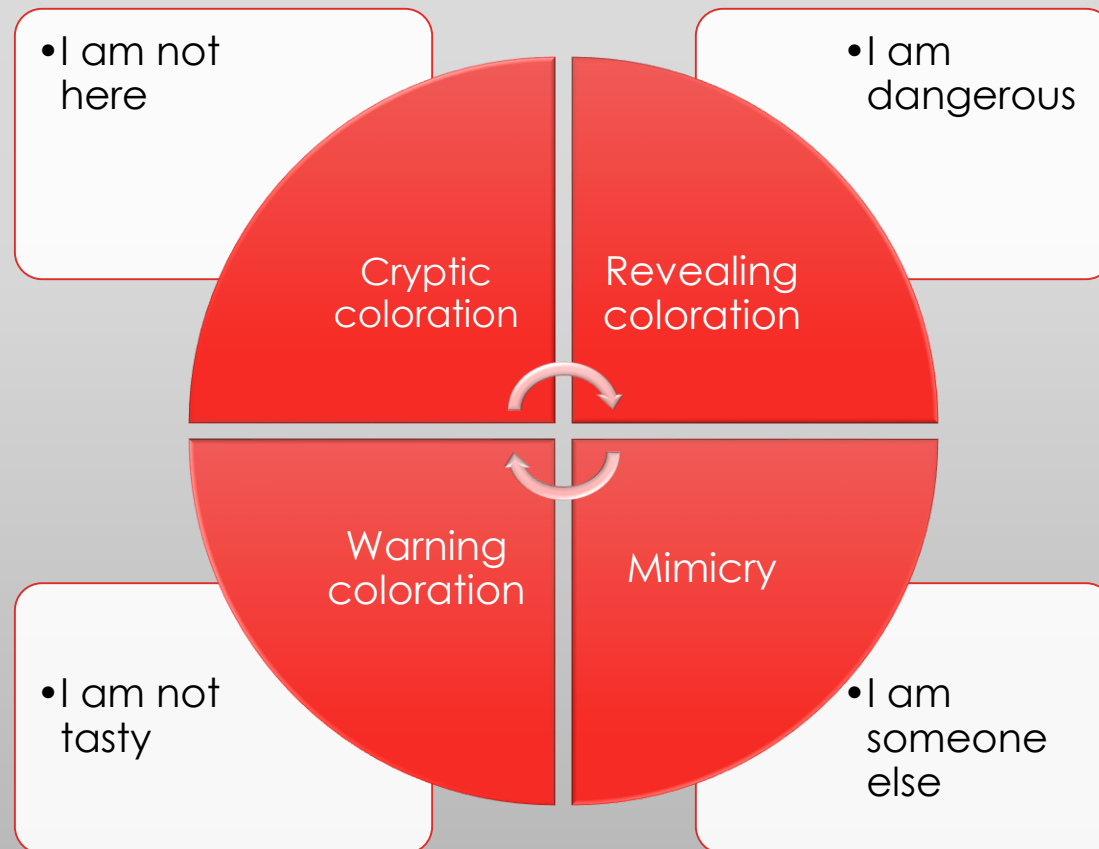 •I am not
here
•I am
dangerous
Cryptic
coloration
Revealing
coloration
Warning
coloration
Mimicry
•I am not
tasty
•I am
someone
else